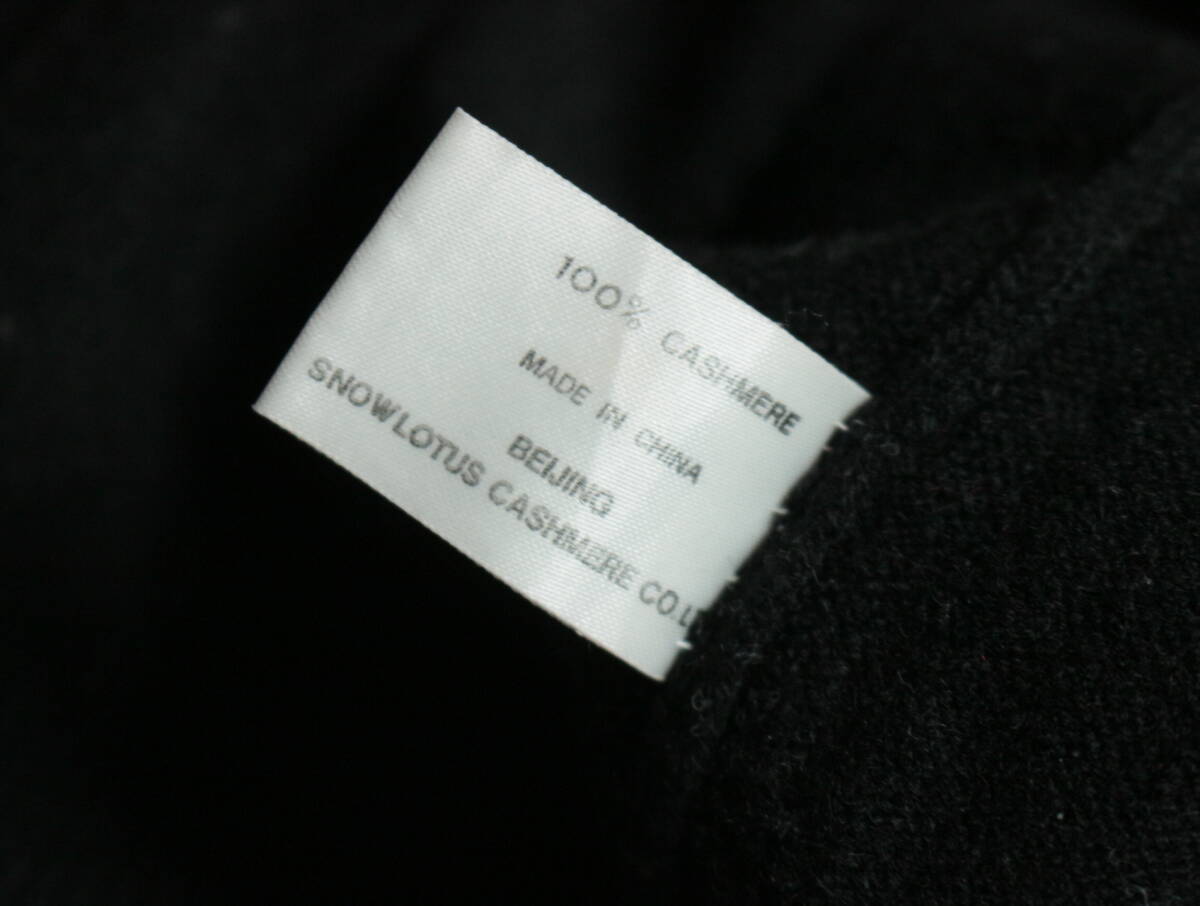 100% CASHMERE
MADE IN CHINA
BEIJING
SNOWLOTUS CASHMERE CO.L